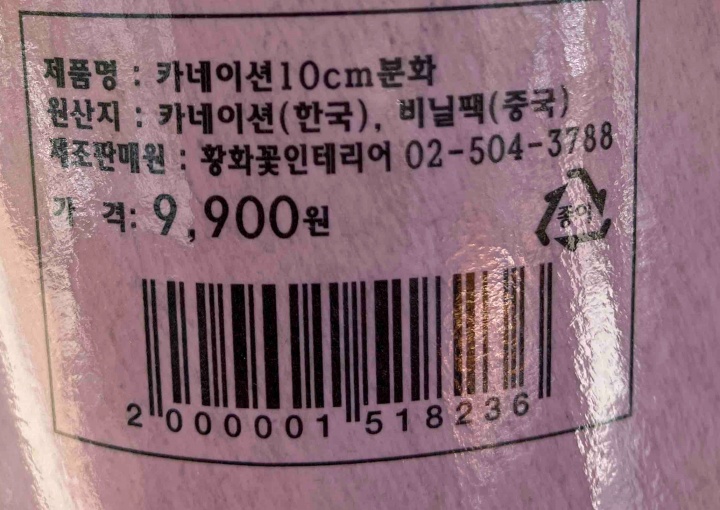 제품명 : 카네이션10cm분화
원산지 : 카네이션(한국), 비닐팩(중국)
제조판매원 : 황화꽃인테리어 02-504-3788
가 격: 9,900원
종이
2 000001 518236